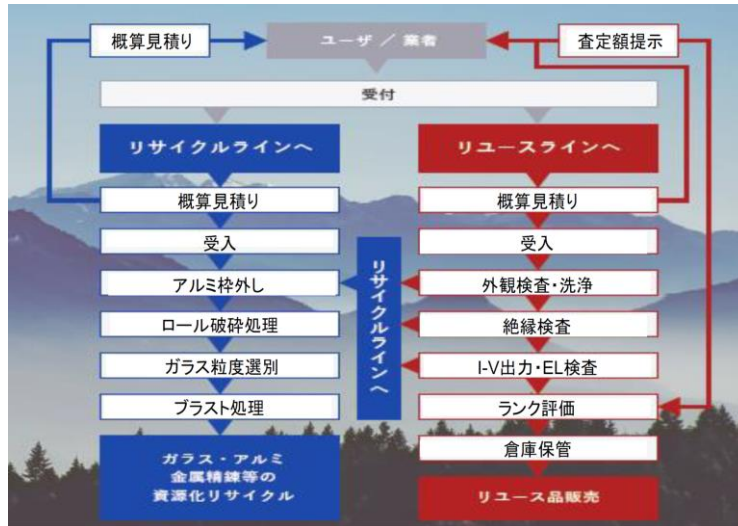 概算見積り
ユーザ / 業者
査定額提示
受付
リサイクルラインへ
リユースラインへ
概算見積り
概算見積り
受入
受入
リサイクルラインへ
アルミ枠外し
外観検査・洗浄
ロール破砕処理
絶縁検査
ガラス粒度選別
I-V出力・EL検査
ブラスト処理
ランク評価
倉庫保管
ガラス・アルミ
金属精錬等の
資源化リサイクル
リユース品販売